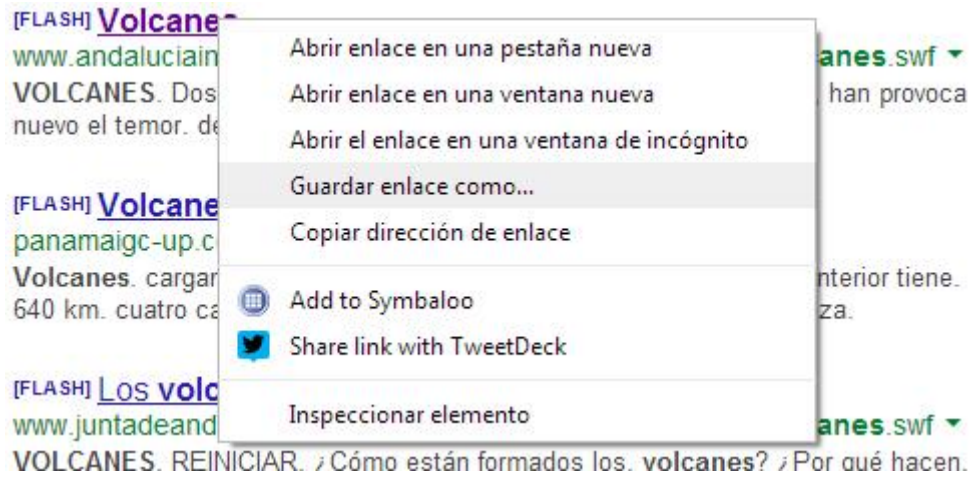 [FLASH] Volcanes
www.andaluciain
anes.swf
VOLCANES. Dos
, han provoca
nuevo el temor. de
Abrir enlace en una pestaña nueva
Abrir enlace en una ventana nueva
Abrir el enlace en una ventana de incógnito
Guardar enlace como...
Copiar dirección de enlace
Add to Symbaloo
Share link with TweetDeck
Inspeccionar elemento
[FLASH] Volcane
panamaigc-up.c
Volcanes. cargar
nterior tiene.
640 km. cuatro ca
za.
[FLASH] Los volc
www.juntadeand
anes.swf
VOLCANES. REINICIAR. ¿Cómo están formados los. volcanes? ¿Por qué hacen.